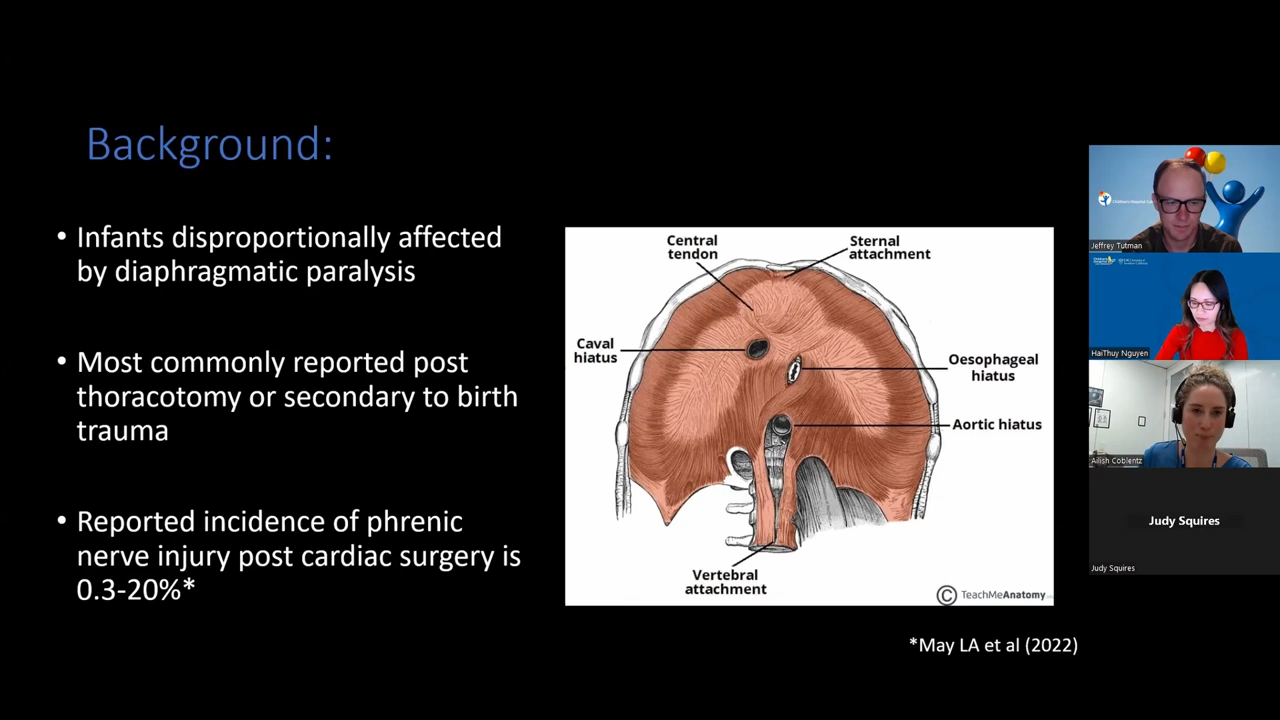 Background:
• Infants disproportionally affected
by diaphragmatic paralysis
• Most commonly reported post
thoracotomy or secondary to birth
trauma
• Reported incidence of phrenic
nerve injury post cardiac surgery is
0.3-20%*
Central
tendon
Sternal
attachment
Caval
hiatus
Oesophageal
hiatus
Aortic hiatus
Vertebral
attachment
© TeachMeAnatomy
*May LA et al (2022)
Jeffrey Tutman
HaiThuy Nguyen
Ailish Coblentz
Judy Squires
Judy Squires